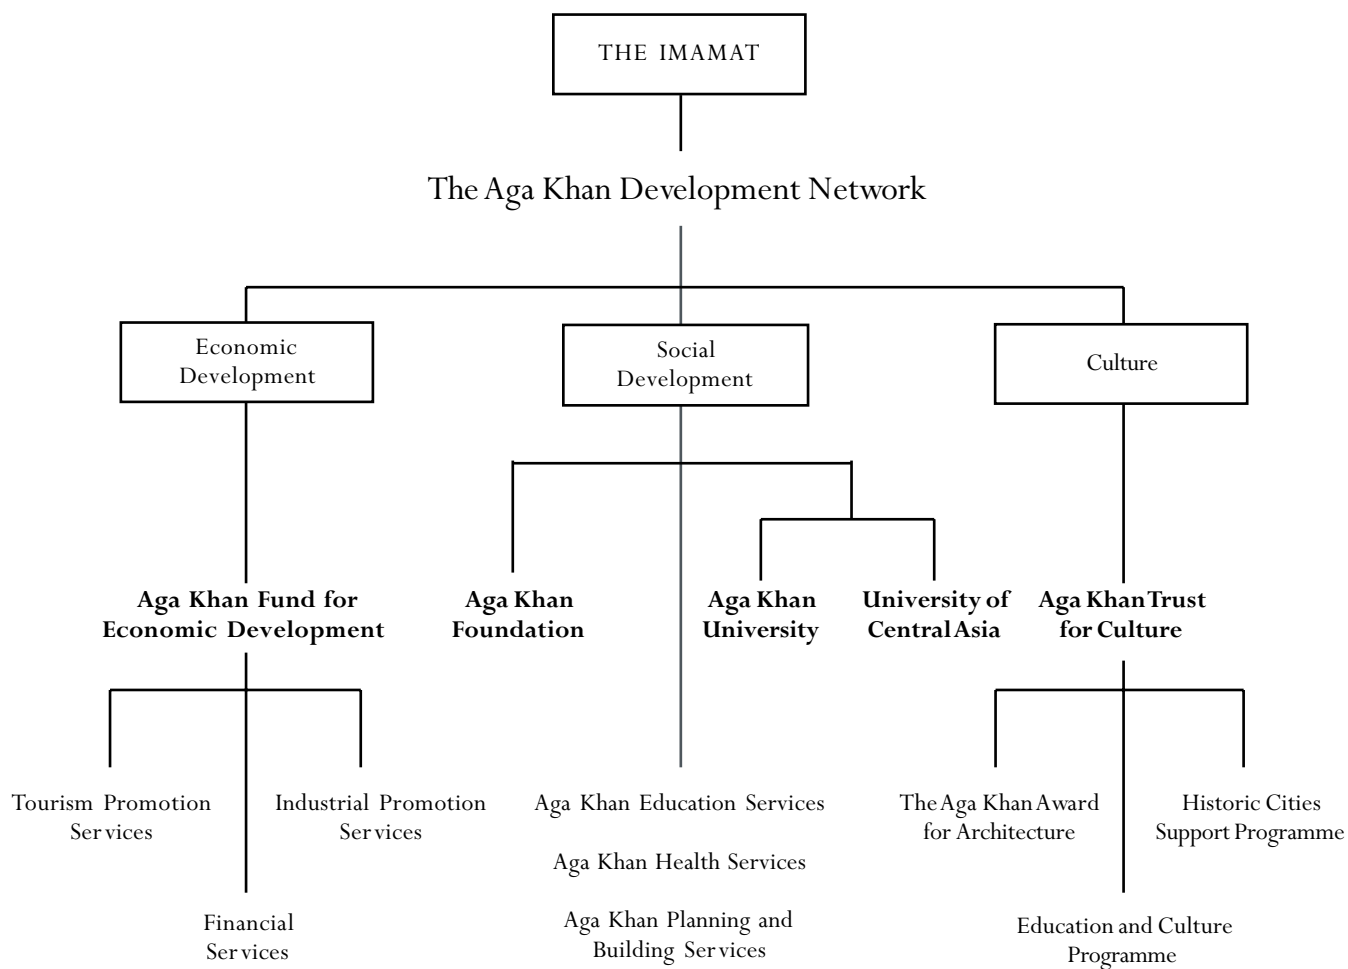 THE IMAMAT
The Aga Khan Development Network
Economic
Development
Social
Development
Culture
Aga Khan Fund for
Economic Development
Aga Khan
Foundation
Aga Khan
University
University of
Central Asia
Aga Khan Trust
for Culture
Tourism Promotion
Services
Industrial Promotion
Services
Financial
Services
Aga Khan Education Services
Aga Khan Health Services
Aga Khan Planning and
Building Services
The Aga Khan Award
for Architecture
Historic Cities
Support Programme
Education and Culture
Programme